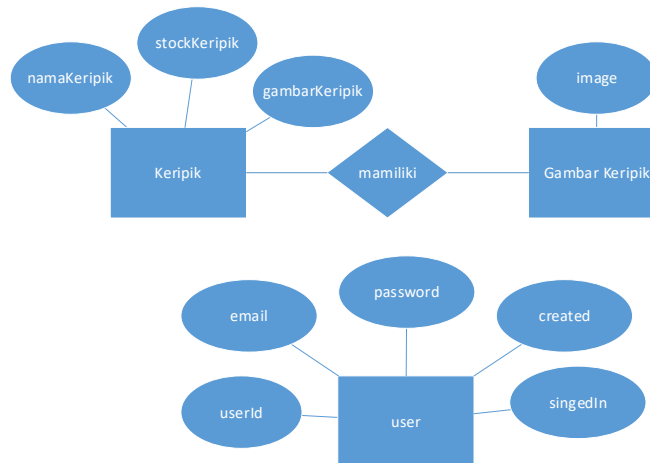 stockKeripik
namaKeripik
gambarKeripik
image
Keripik
mamiliki
Gambar Keripik
password
email
created
userId
user
singedIn